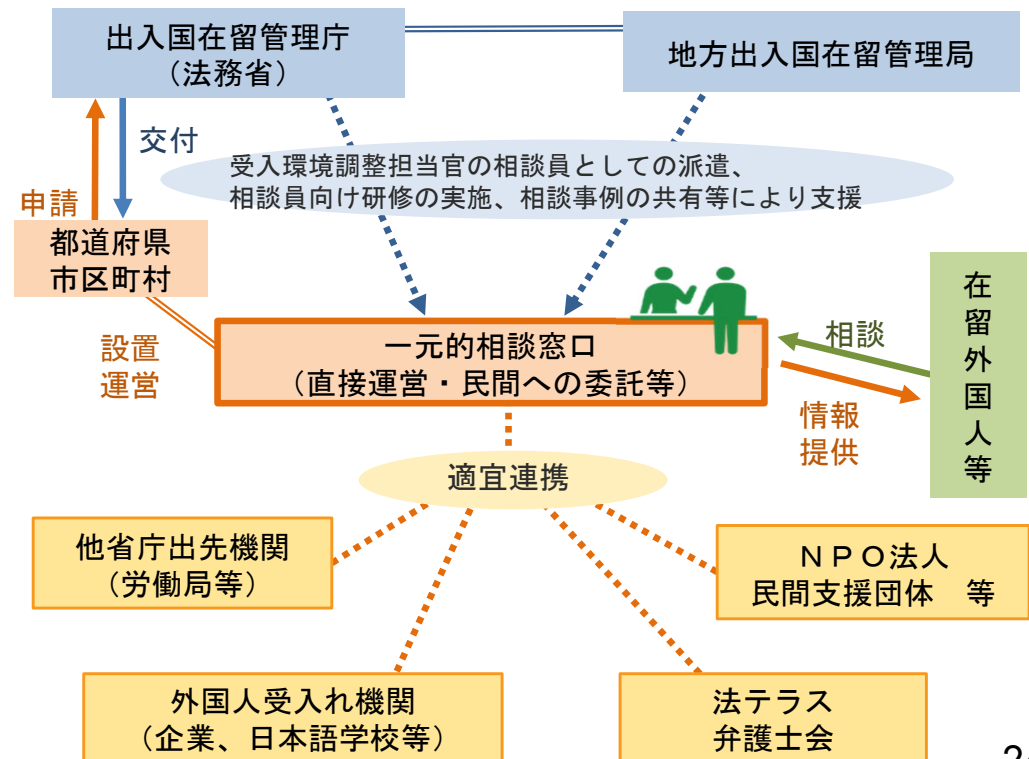 出入国在留管理庁
（法務省）
地方出入国在留管理局
交付
申請
受入環境調整担当官の相談員としての派遣、
相談員向け研修の実施、相談事例の共有等により支援
都道府県
市区町村
設置
運営
一元的相談窓口
（直接運営・民間への委託等）
相談
情報
提供
在留外国人等
適宜連携
他省庁出先機関
（労働局等）
ＮＰＯ法人
民間支援団体　等
外国人受入れ機関
（企業、日本語学校等）
法テラス
弁護士会